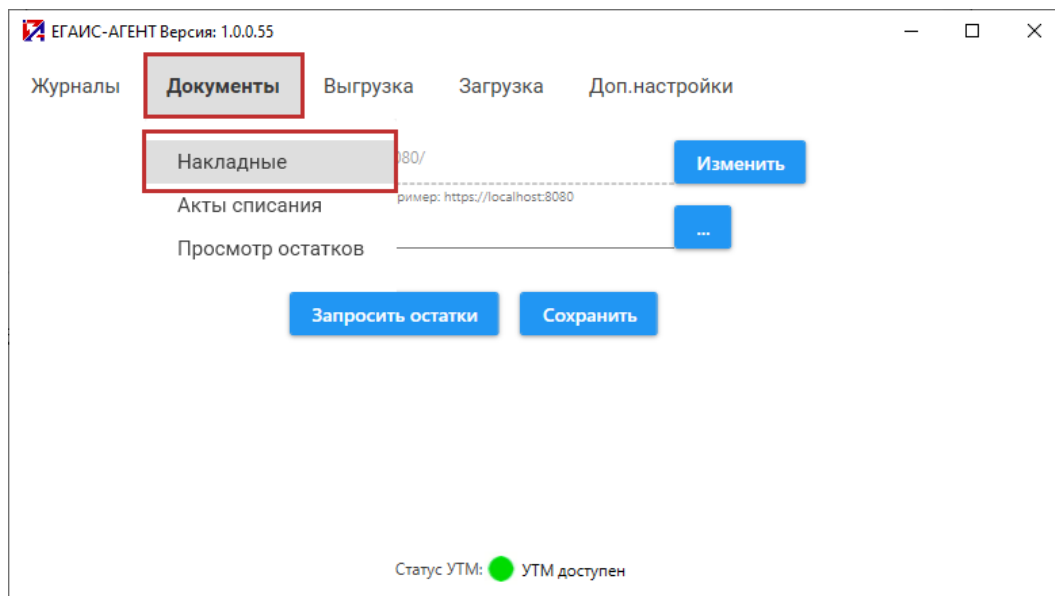 ЕГАИС-АГЕНТ Версия: 1.0.0.55
Журналы Документы Выгрузка Загрузка Доп.настройки
Накладные
080/
Изменить
Акты списания
ример: https://localhost:8080
...
Просмотр остатков
Запросить остатки Сохранить
Статус УТМ: УТМ доступен